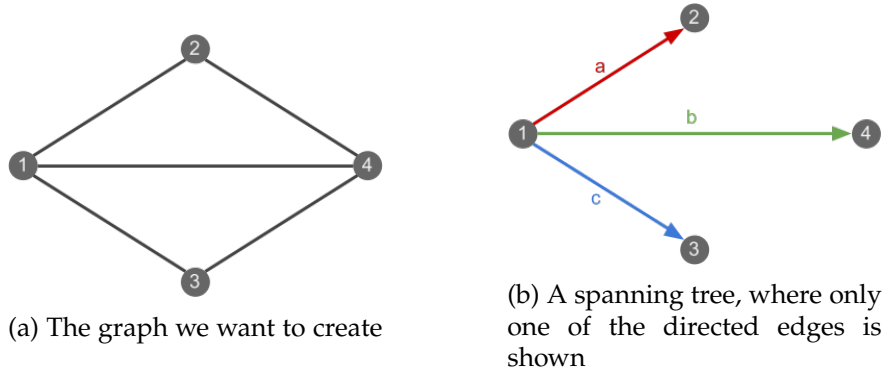 2
1
4
3
(a) The graph we want to create
2
a
1
b
4
c
3
(b) A spanning tree, where only
one of the directed edges is
shown